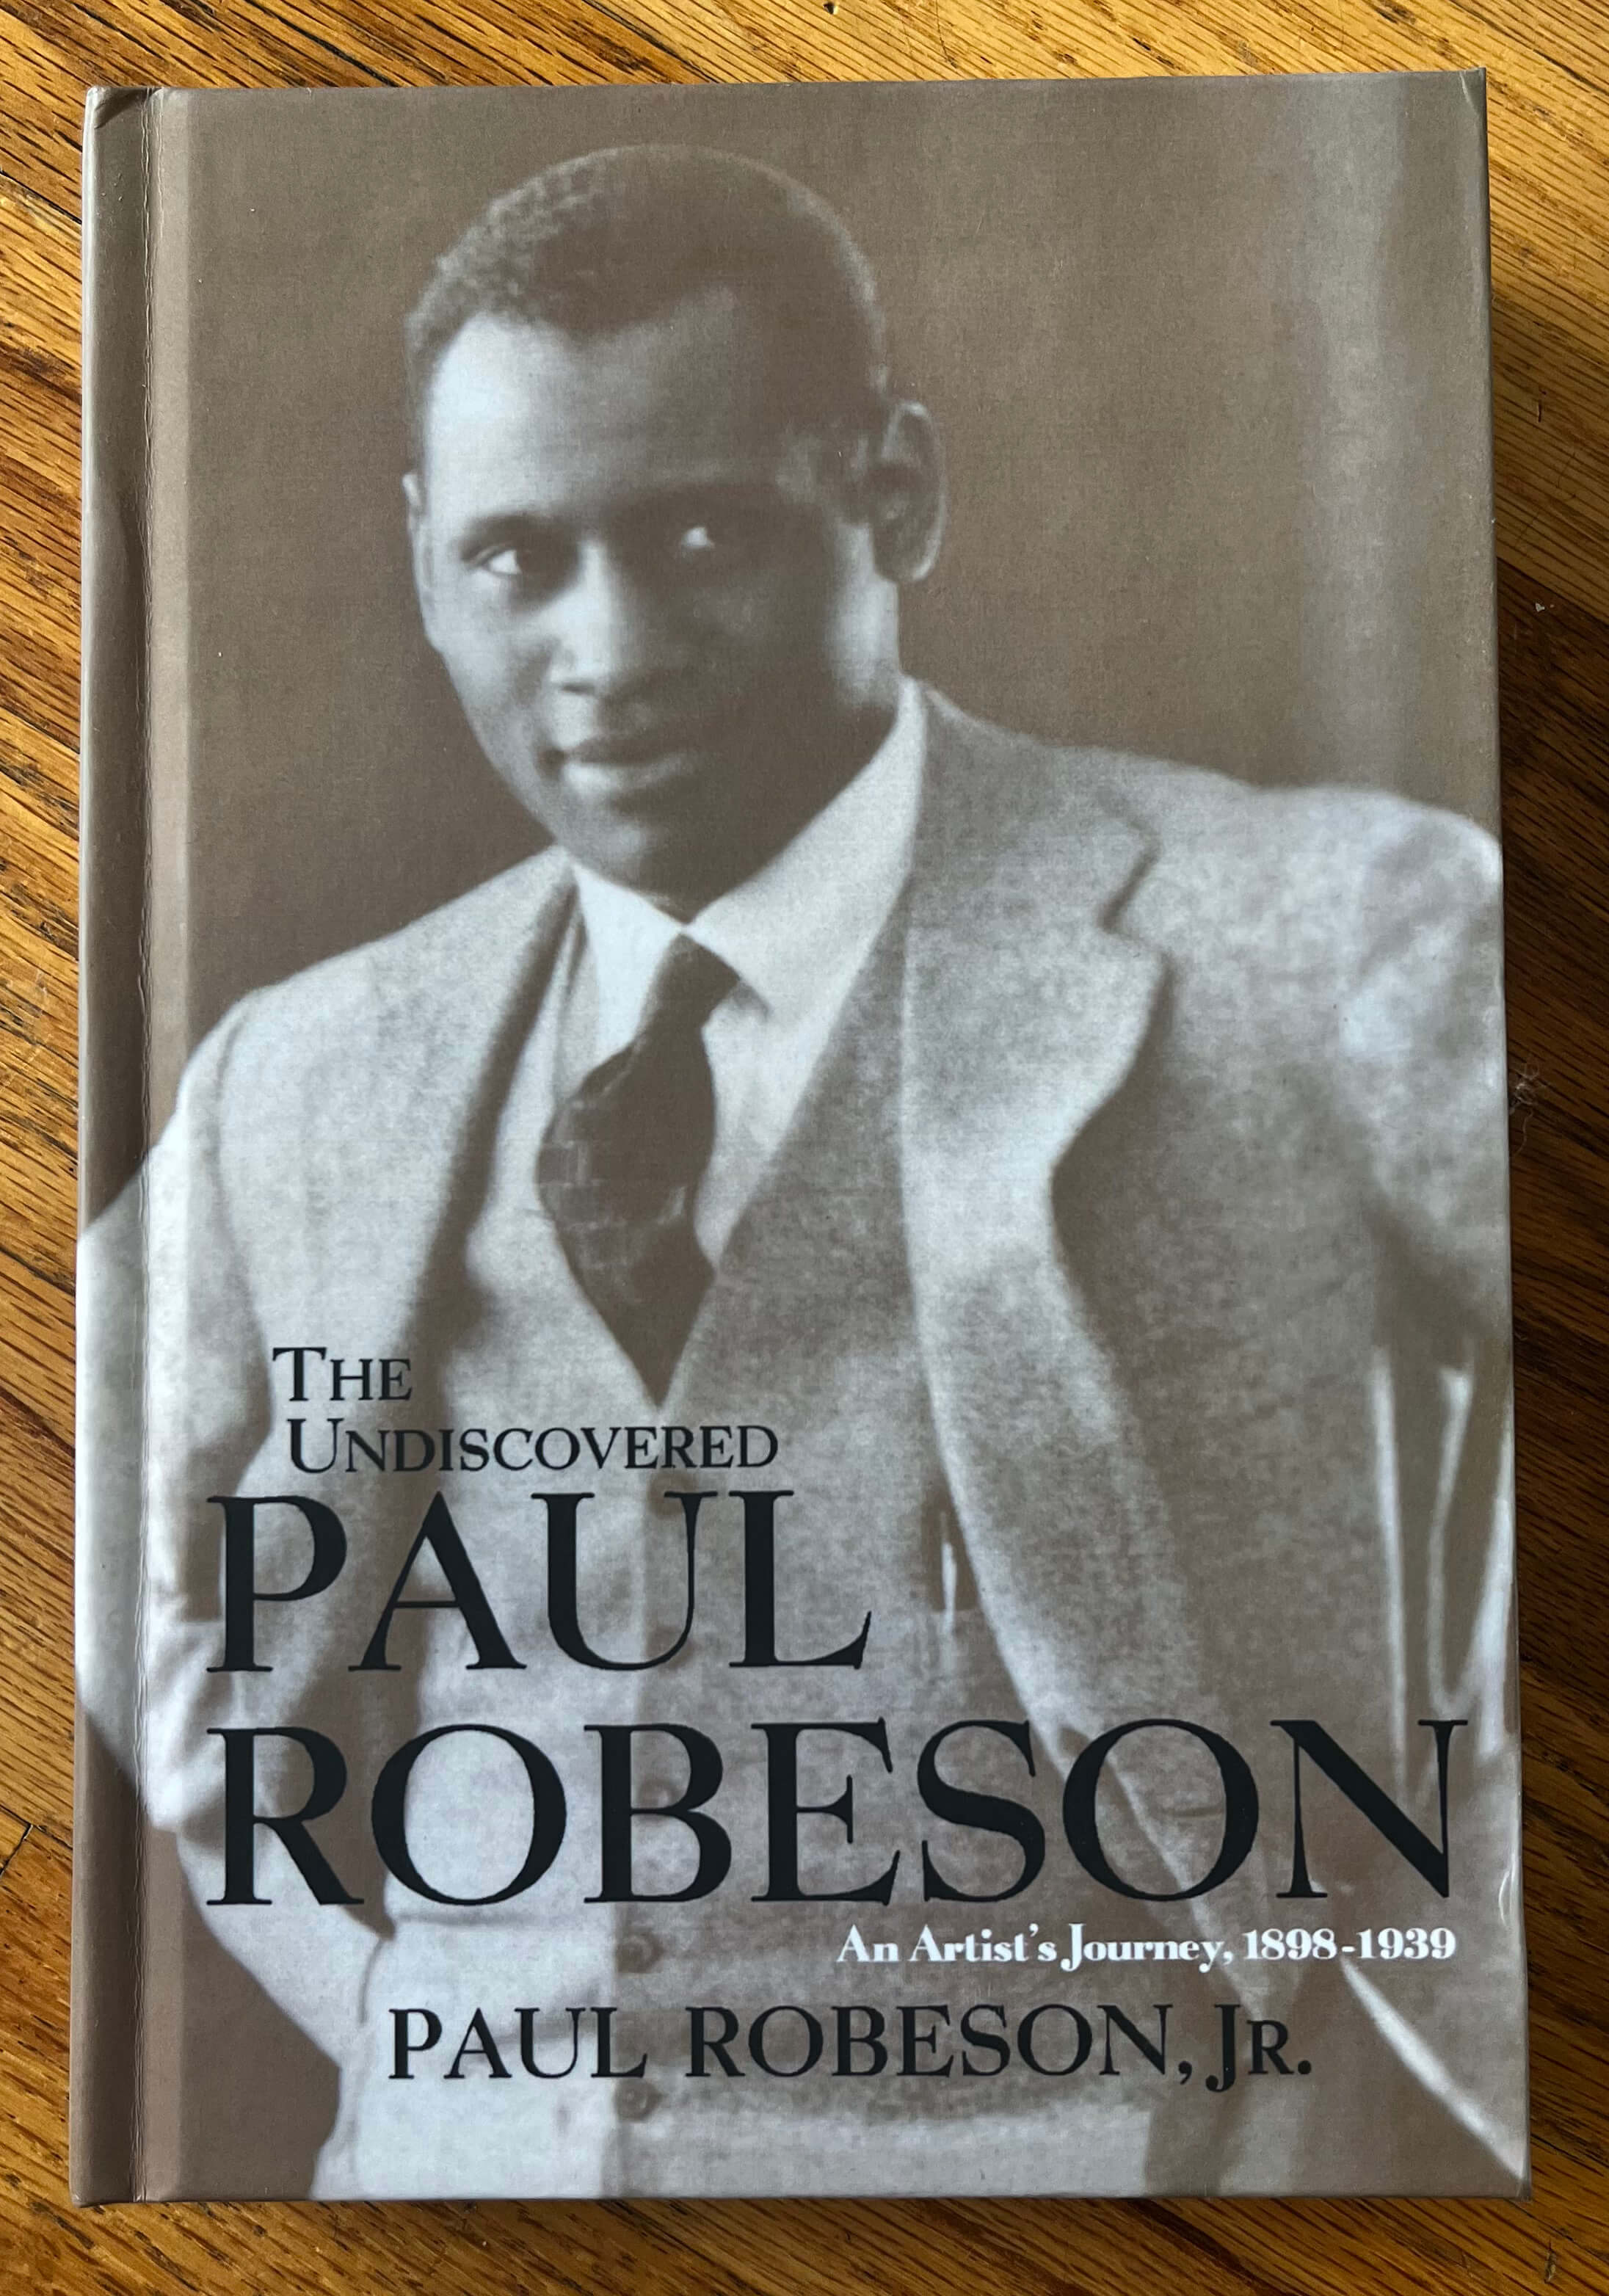 THE
UNDISCOVERED
PAUL
ROBESON
An Artist's Journey, 1898-1939
PAUL ROBESON, JR.